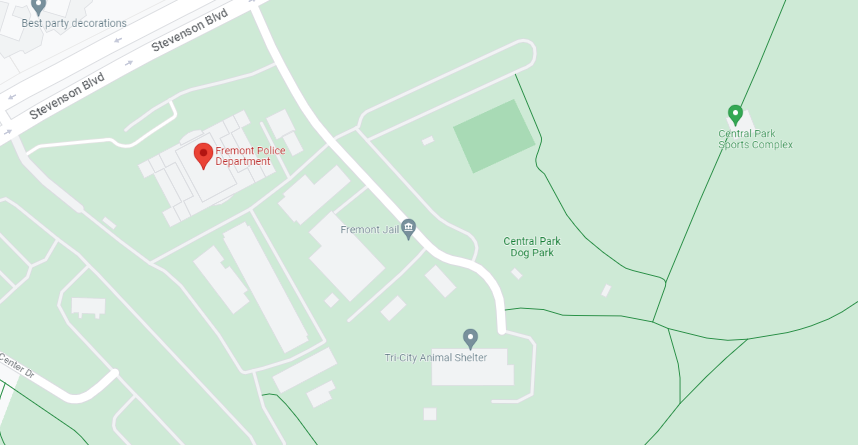 Best party decorations
Stevenson Blvd
Stevenson Blvd
Fremont Police
Department
Central Park
Sports Complex
Fremont Jail
Central Park
Dog Park
Tri-City Animal Shelter
Center Dr